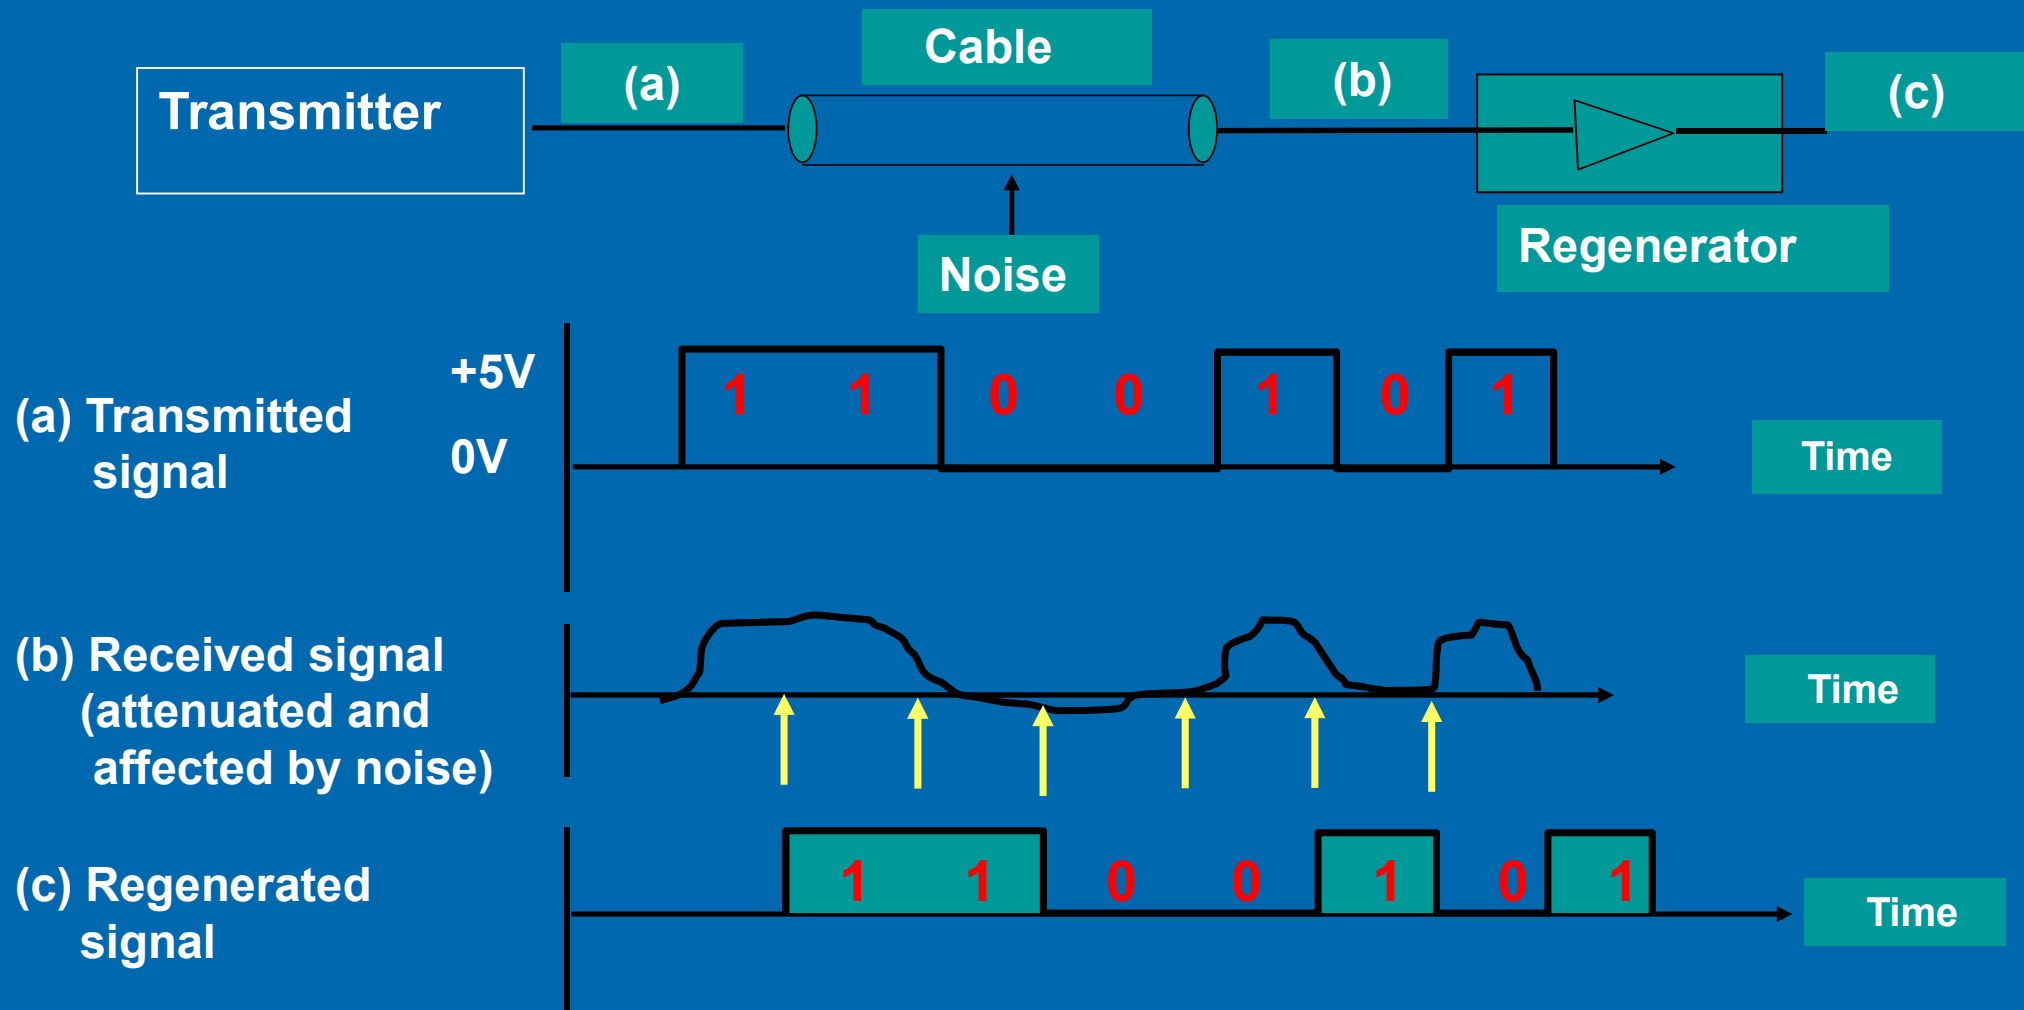 Transmitter
(a)
Cable
(b)
(c)
Noise
Regenerator
+5V
1 1 0 0 1 0 1
(a) Transmitted
signal
0V
Time
(b) Received signal
(attenuated and
affected by noise)
Time
(c) Regenerated
signal
1 1 0 0 1 0 1
Time